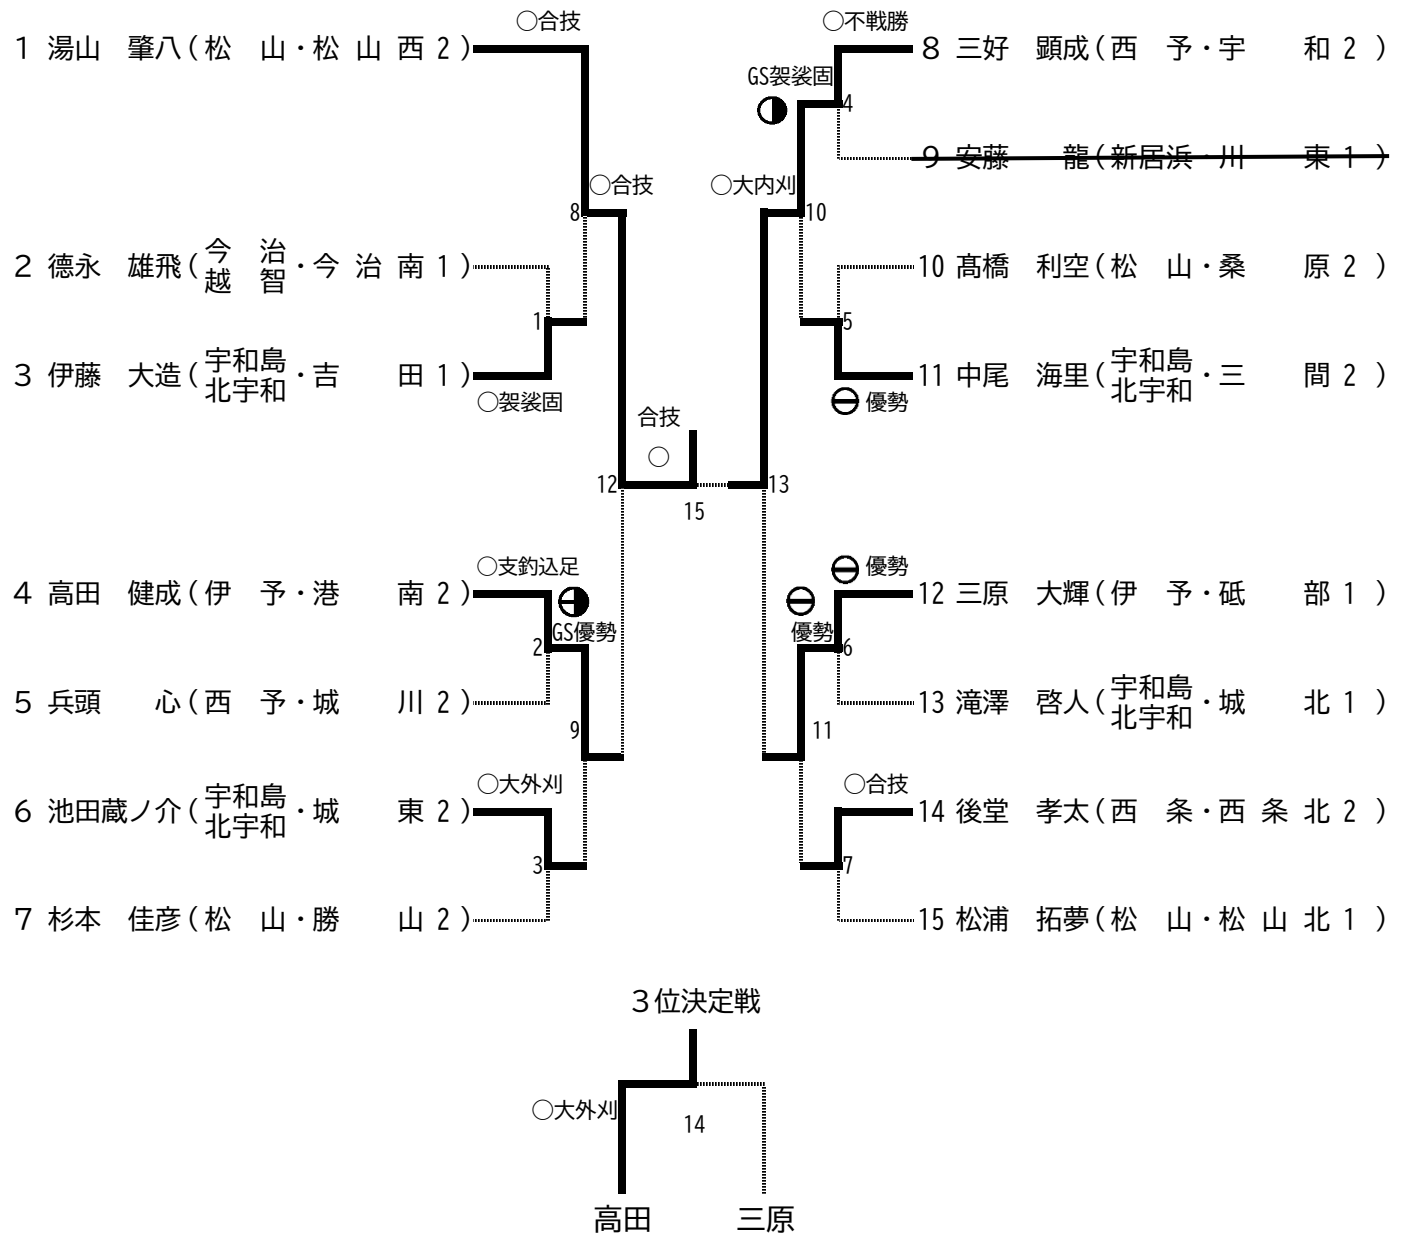 ○合技
1 湯山 肇八(松 山・松山西2)
8
○合技
2 德永 雄飛(今治越智・今治南1)
1
3 伊藤 大造(宇和島北宇和・吉 田1)
○袈裟固
12
4 高田 健成(伊 予・港 南2)
○支釣込足
GS優勢
2
5 兵頭 心(西 予・城 川2)
9
6 池田蔵ノ介(宇和島北宇和・城 東2)
○大外刈
3
7 杉本 佳彦(松 山・勝 山2)
合技
○
15
○不戦勝
8 三好 顕成(西 予・宇 和2)
GS袈裟固
4
9 安藤 龍(新居浜・川 東1)
○大内刈
10
10 髙橋 利空(松 山・桑 原2)
5
11 中尾 海里(宇和島北宇和・三 間2)
優勢
13
優勢
12 三原 大輝(伊 予・砥 部1)
優勢
6
13 滝澤 啓人(宇和島北宇和・城 北1)
11
○合技
14 後堂 孝太(西 条・西条北2)
7
15 松浦 拓夢(松 山・松山北1)
3位決定戦
○大外刈
14
高田 三原